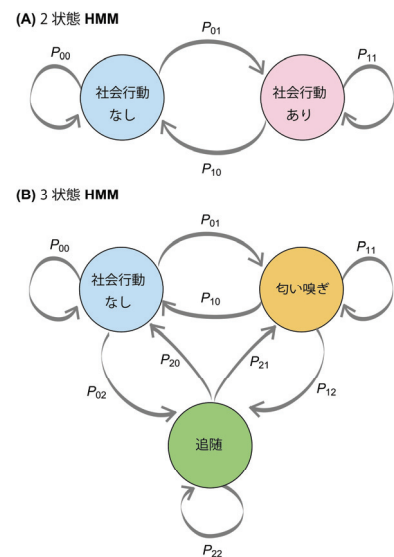 (A) 2 状態 HMM
P01
P00
P11
社会行動
なし
社会行動
あり
P10
(B) 3 状態 HMM
P01
P00
P11
社会行動
なし
匂い嗅ぎ
P10
P20
P21
P02
P12
追随
P22